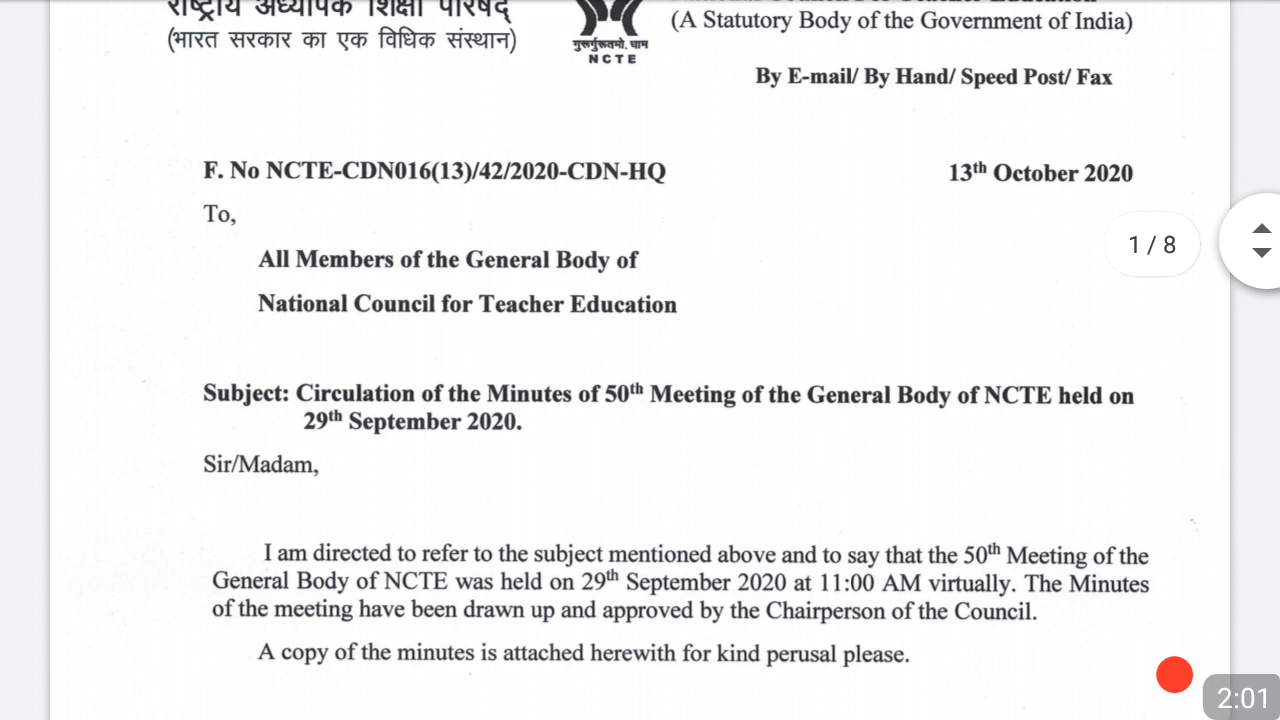 राष्ट्रीय अध्यापक शिक्षा परिषद्
(भारत सरकार का एक विधिक संस्थान)
गुरुर्गुरुतमो. धाम
NCTE
(A Statutory Body of the Government of India)
By E-mail/ By Hand/ Speed Post/ Fax
F. No NCTE-CDN016(13)/42/2020-CDN-HQ 13th October 2020
To,
1 / 8
All Members of the General Body of
National Council for Teacher Education
Subject: Circulation of the Minutes of 50th Meeting of the General Body of NCTE held on
29th September 2020.
Sir/Madam,
I am directed to refer to the subject mentioned above and to say that the 50th Meeting of the
General Body of NCTE was held on 29th September 2020 at 11:00 AM virtually. The Minutes
of the meeting have been drawn up and approved by the Chairperson of the Council.
A copy of the minutes is attached herewith for kind perusal please.
2:01